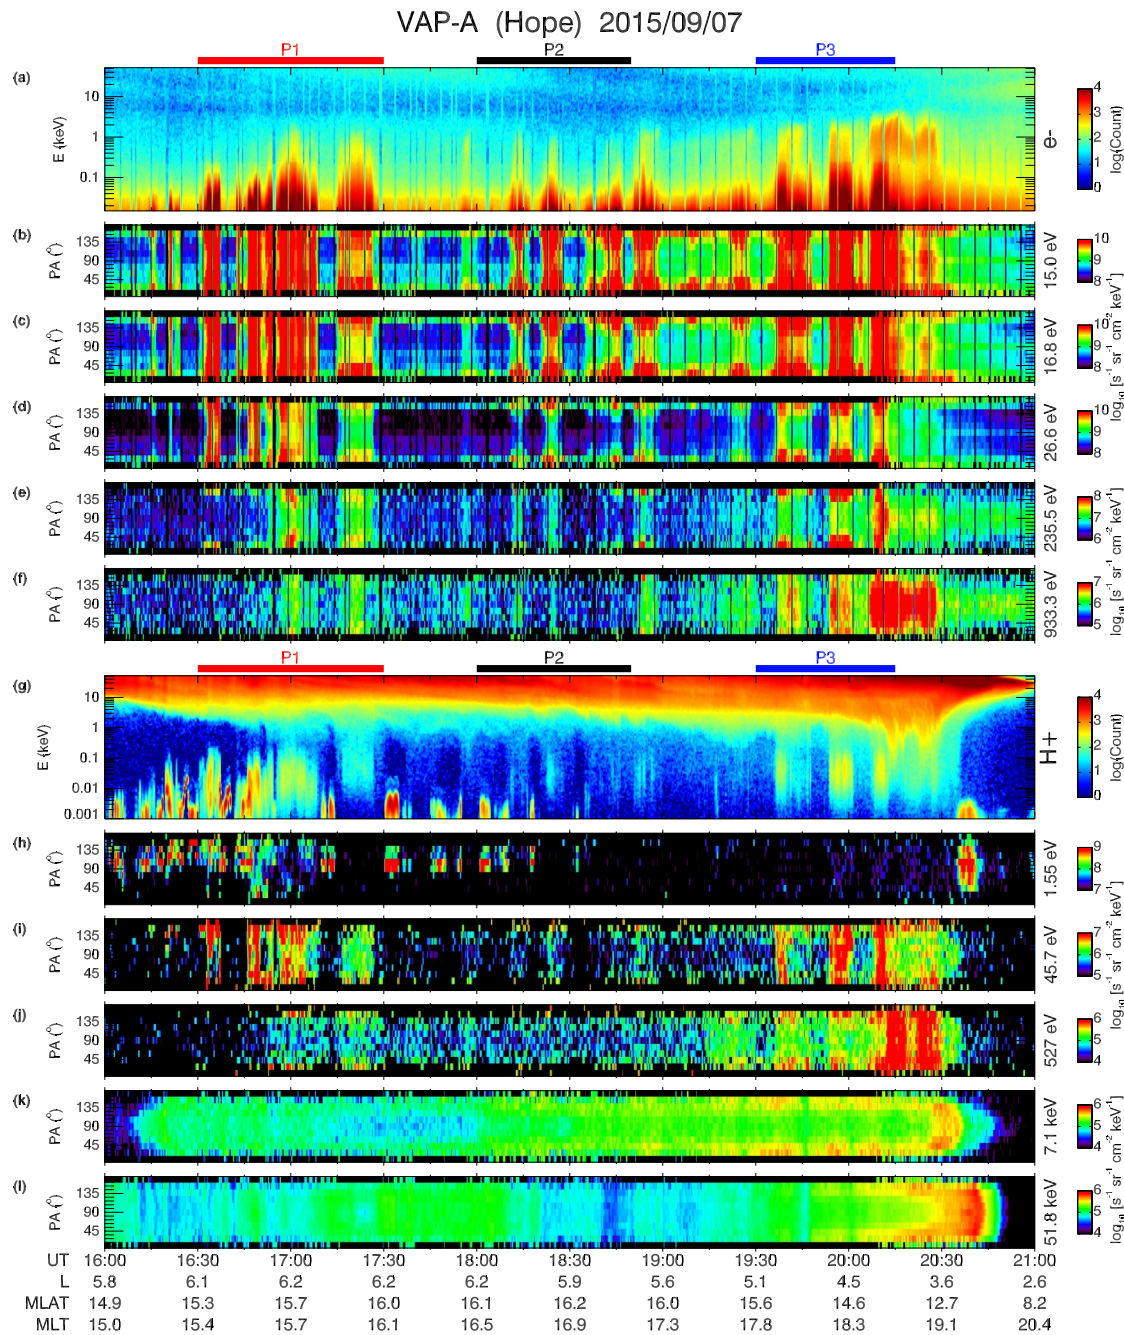 VAP-A (Hope) 2015/09/07
P1 P2 P3
(a)
E (keV)
10
1
0.1
e-
4
3
2
1
0
log(Count)
(b)
PA (°)
135
90
45
15.0 eV
10
9
8
(c)
PA (°)
135
90
45
16.8 eV
10
9
8
log₁₀ [s⁻¹ sr⁻¹ cm⁻² keV⁻¹]
(d)
PA (°)
135
90
45
26.6 eV
10
9
8
(e)
PA (°)
135
90
45
235.5 eV
8
7
6
(f)
PA (°)
135
90
45
933.3 eV
7
6
5
log₁₀ [s⁻¹ sr⁻¹ cm⁻² keV⁻¹]
P1 P2 P3
(g)
E (keV)
10
1
0.1
0.01
0.001
H+
4
3
2
1
0
log(Count)
(h)
PA (°)
135
90
45
1.55 eV
9
8
7
(i)
PA (°)
135
90
45
45.7 eV
7
6
5
log₁₀ [s⁻¹ sr⁻¹ cm⁻² keV⁻¹]
(j)
PA (°)
135
90
45
527 eV
6
5
4
(k)
PA (°)
135
90
45
7.1 keV
6
5
4
(l)
PA (°)
135
90
45
51.8 keV
6
5
4
log₁₀ [s⁻¹ sr⁻¹ cm⁻² keV⁻¹]
UT 16:00 16:30 17:00 17:30 18:00 18:30 19:00 19:30 20:00 20:30 21:00
L 5.8 6.1 6.2 6.2 6.2 5.9 5.6 5.1 4.5 3.6 2.6
MLAT 14.9 15.3 15.7 16.0 16.1 16.2 16.0 15.6 14.6 12.7 8.2
MLT 15.0 15.4 15.7 16.1 16.5 16.9 17.3 17.8 18.3 19.1 20.4